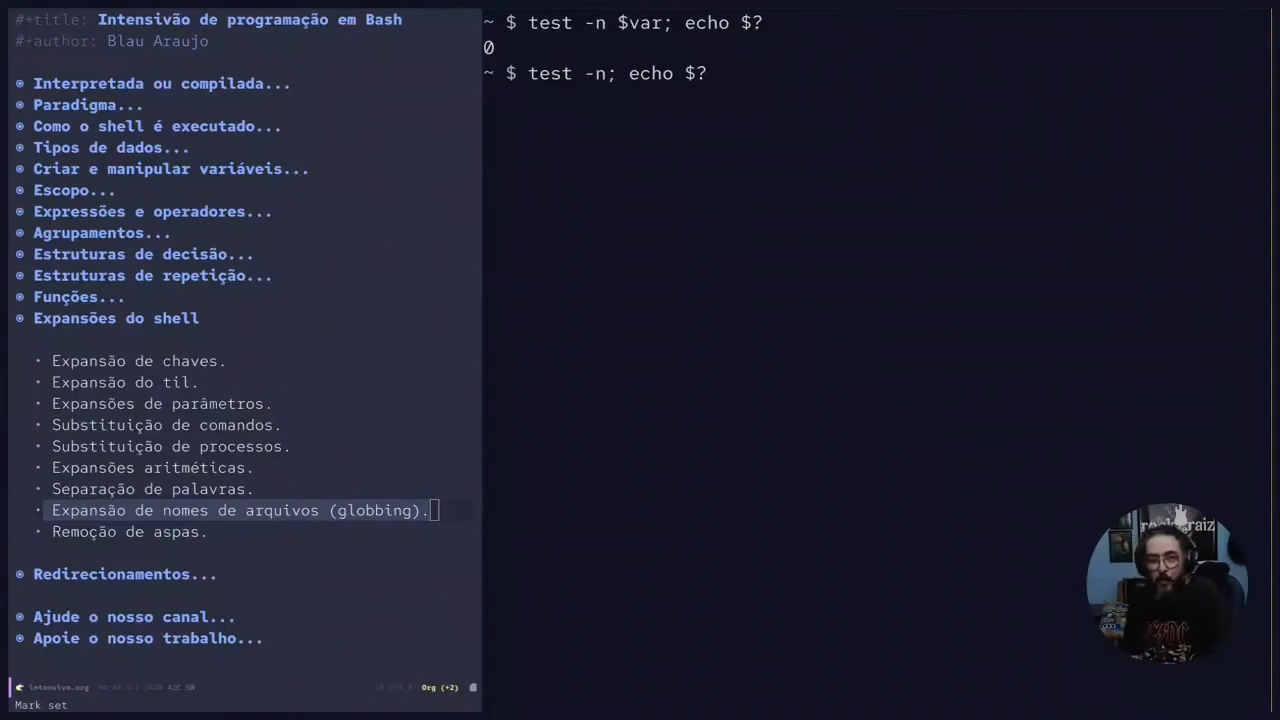 #+title: Intensivão de programação em Bash
#+author: Blau Araujo
Interpretada ou compilada...
Paradigma...
Como o shell é executado...
Tipos de dados...
Criar e manipular variáveis...
Escopo...
Expressões e operadores...
Agrupamentos...
Estruturas de decisão...
Estruturas de repetição...
Funções...
Expansões do shell
Expansão de chaves.
Expansão do til.
Expansões de parâmetros.
Substituição de comandos.
Substituição de processos.
Expansões aritméticas.
Separação de palavras.
Expansão de nomes de arquivos (globbing).
Remoção de aspas.
Redirecionamentos...
Ajude o nosso canal...
Apoie o nosso trabalho...
intensivo.org
Org (+2)
Mark set
~ $ test -n $var; echo $?
0
~ $ test -n; echo $?
raiz